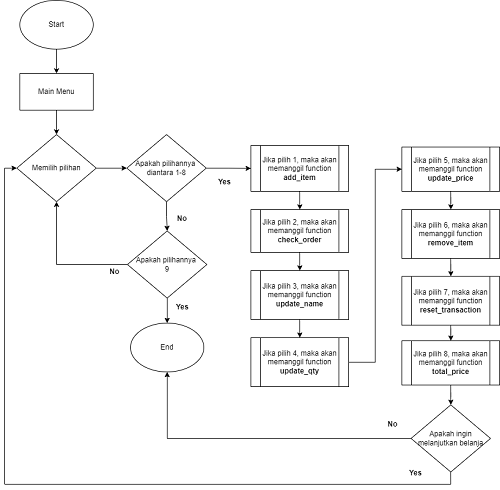 Start
Main Menu
Memilih pilihan
Apakah pilihannya
diantara 1-8
Yes
No
Apakah pilihannya
9
No
Yes
End
Jika pilih 1, maka akan
memanggil function
add_item
Jika pilih 2, maka akan
memanggil function
check_order
Jika pilih 3, maka akan
memanggil function
update_name
Jika pilih 4, maka akan
memanggil function
update_qty
Jika pilih 5, maka akan
memanggil function
update_price
Jika pilih 6, maka akan
memanggil function
remove_item
Jika pilih 7, maka akan
memanggil function
reset_transaction
Jika pilih 8, maka akan
memanggil function
total_price
Apakah ingin
melanjutkan belanja
No
Yes